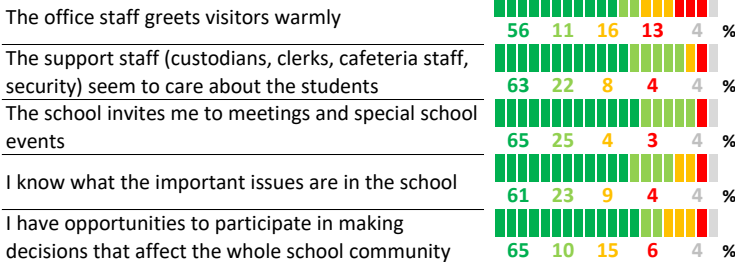 The office staff greets visitors warmly
56 11 16 13 4 %
The support staff (custodians, clerks, cafeteria staff,
security) seem to care about the students
63 22 8 4 4 %
The school invites me to meetings and special school
events
65 25 4 3 4 %
I know what the important issues are in the school
61 23 9 4 4 %
I have opportunities to participate in making
decisions that affect the whole school community
65 10 15 6 4 %